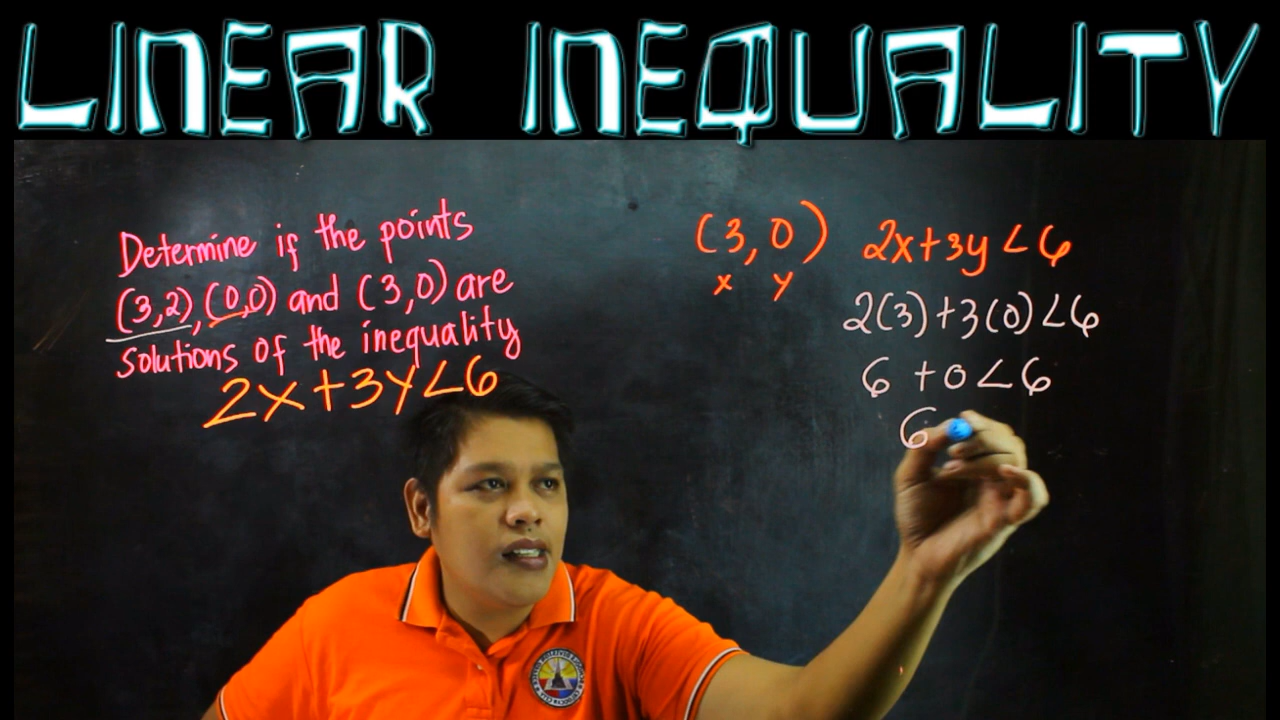 LINEAR INEQUALITY
Determine if the points
(3,2), (0,0) and (3,0) are
solutions of the inequality
2x+3y<6
(3,0) 2x+3y<6
x y
2(3)+3(0)<6
6+0<6
6